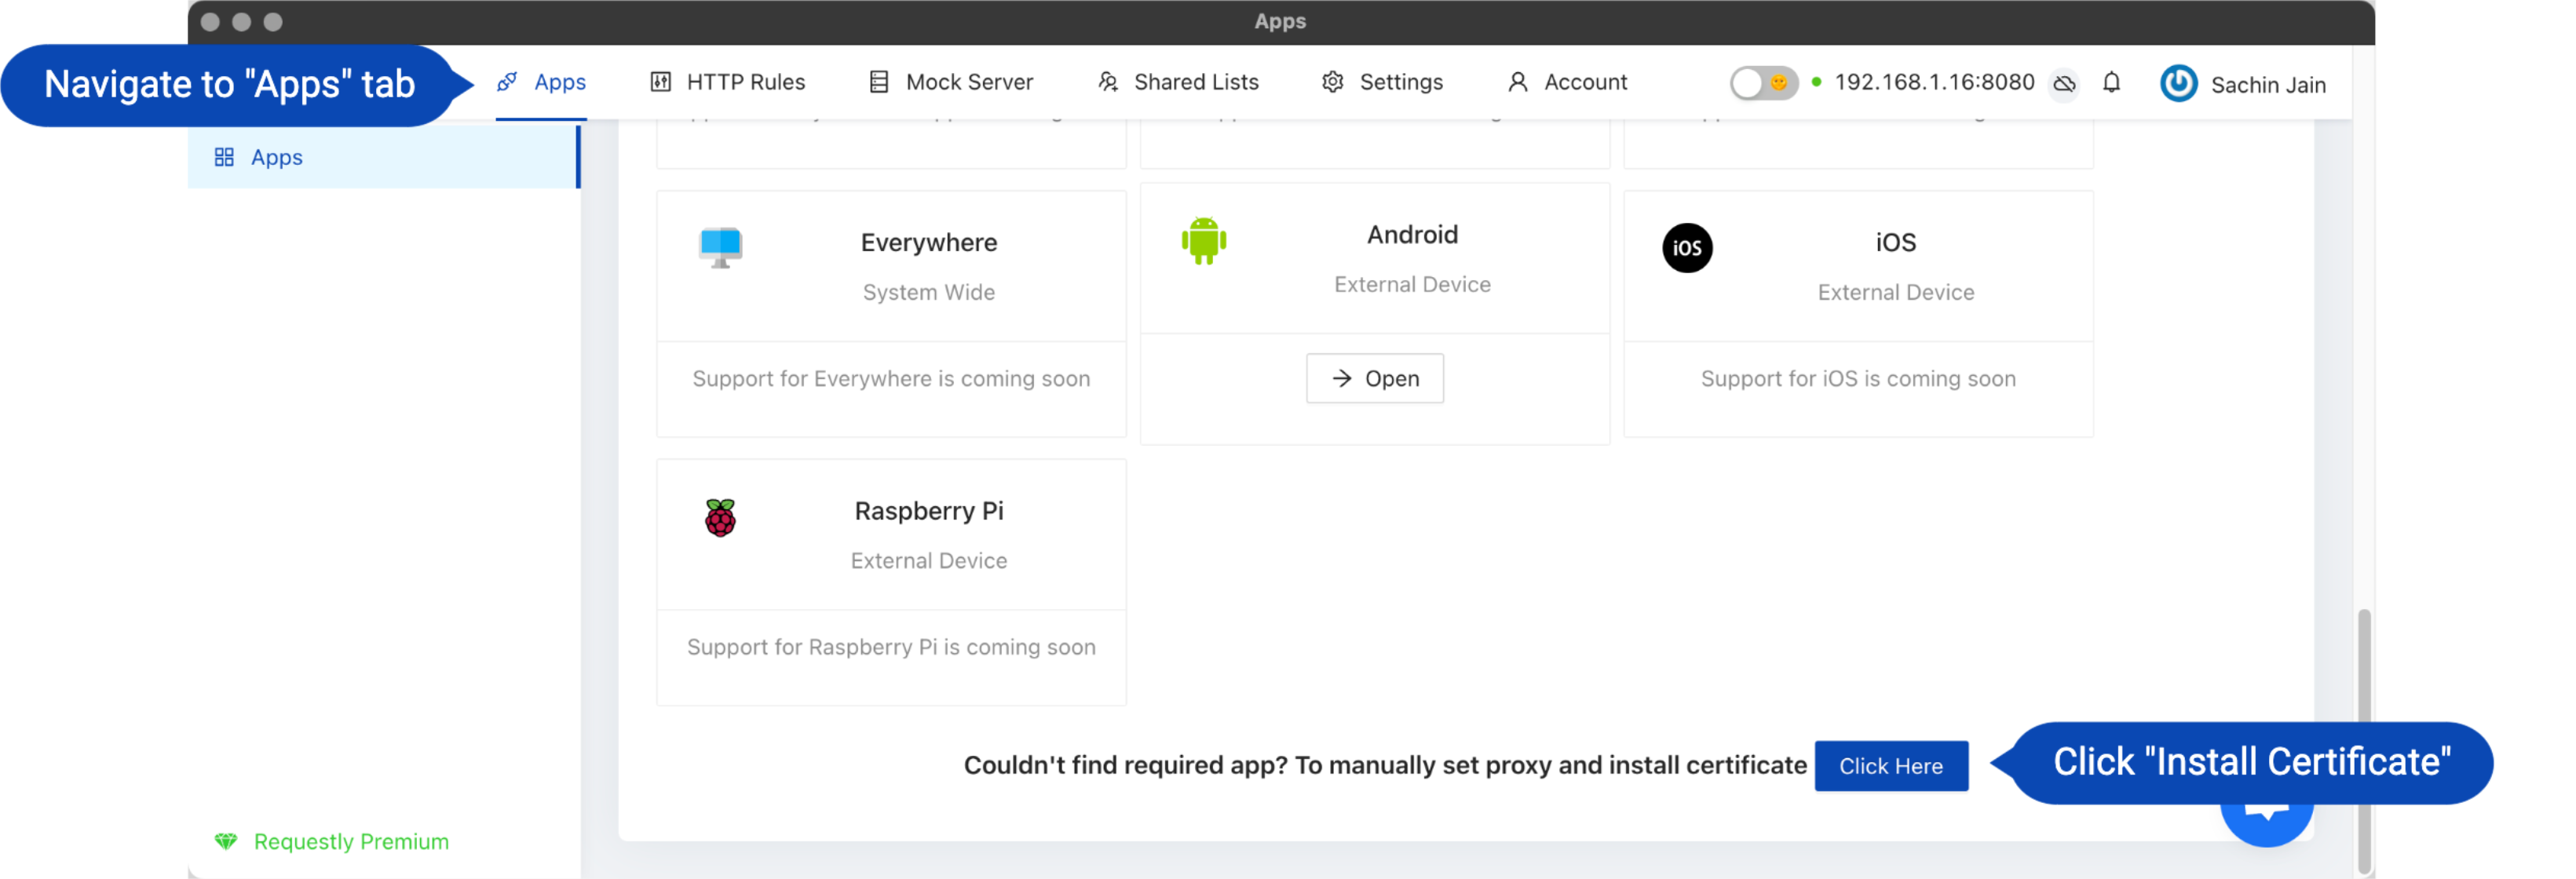 Apps
Navigate to "Apps" tab
Apps
HTTP Rules
Mock Server
Shared Lists
Settings
Account
192.168.1.16:8080
Sachin Jain
Apps
Everywhere
System Wide
Support for Everywhere is coming soon
Android
External Device
Open
iOS
iOS
External Device
Support for iOS is coming soon
Raspberry Pi
External Device
Support for Raspberry Pi is coming soon
Couldn't find required app? To manually set proxy and install certificate
Click Here
Click "Install Certificate"
Requestly Premium